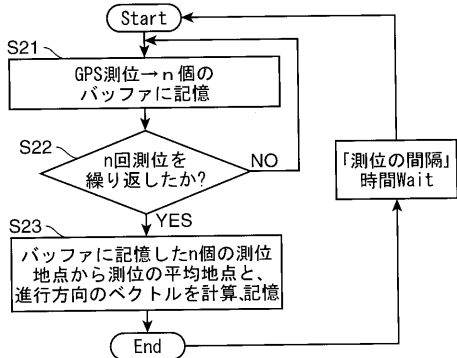 Start
S21
GPS測位→n個の
バッファに記憶
S22
n回測位を
繰り返したか?
NO
「測位の間隔」
時間Wait
YES
S23
バッファに記憶したn個の測位
地点から測位の平均地点と、
進行方向のベクトルを計算、記憶
End